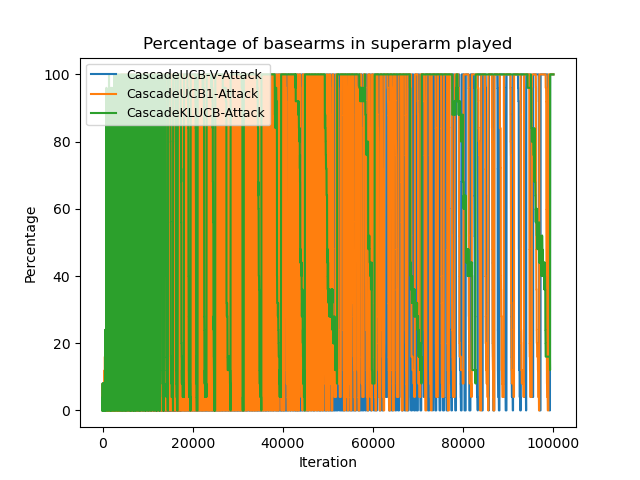 Percentage of basearms in superarm played
CascadeUCB-V-Attack
CascadeUCB1-Attack
CascadeKLUCB-Attack
100
80
60
40
20
0
Percentage
0 20000 40000 60000 80000 100000
Iteration